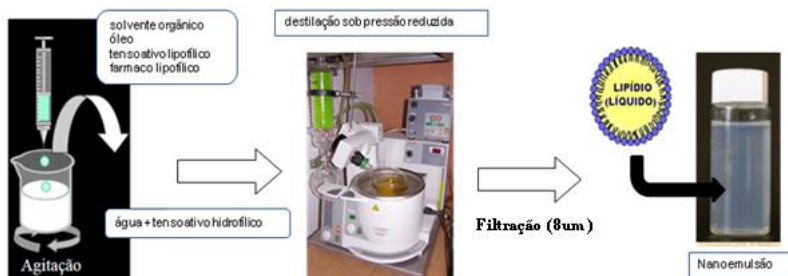 solvente orgânico
óleo
tensoativo lipofílico
farmaco lipofílico
destilação sob pressão reduzida
água + tensoativo hidrofílico
Agitação
Filtração (8um)
LIPÍDIO
(LÍQUIDO)
Nanoemulsão